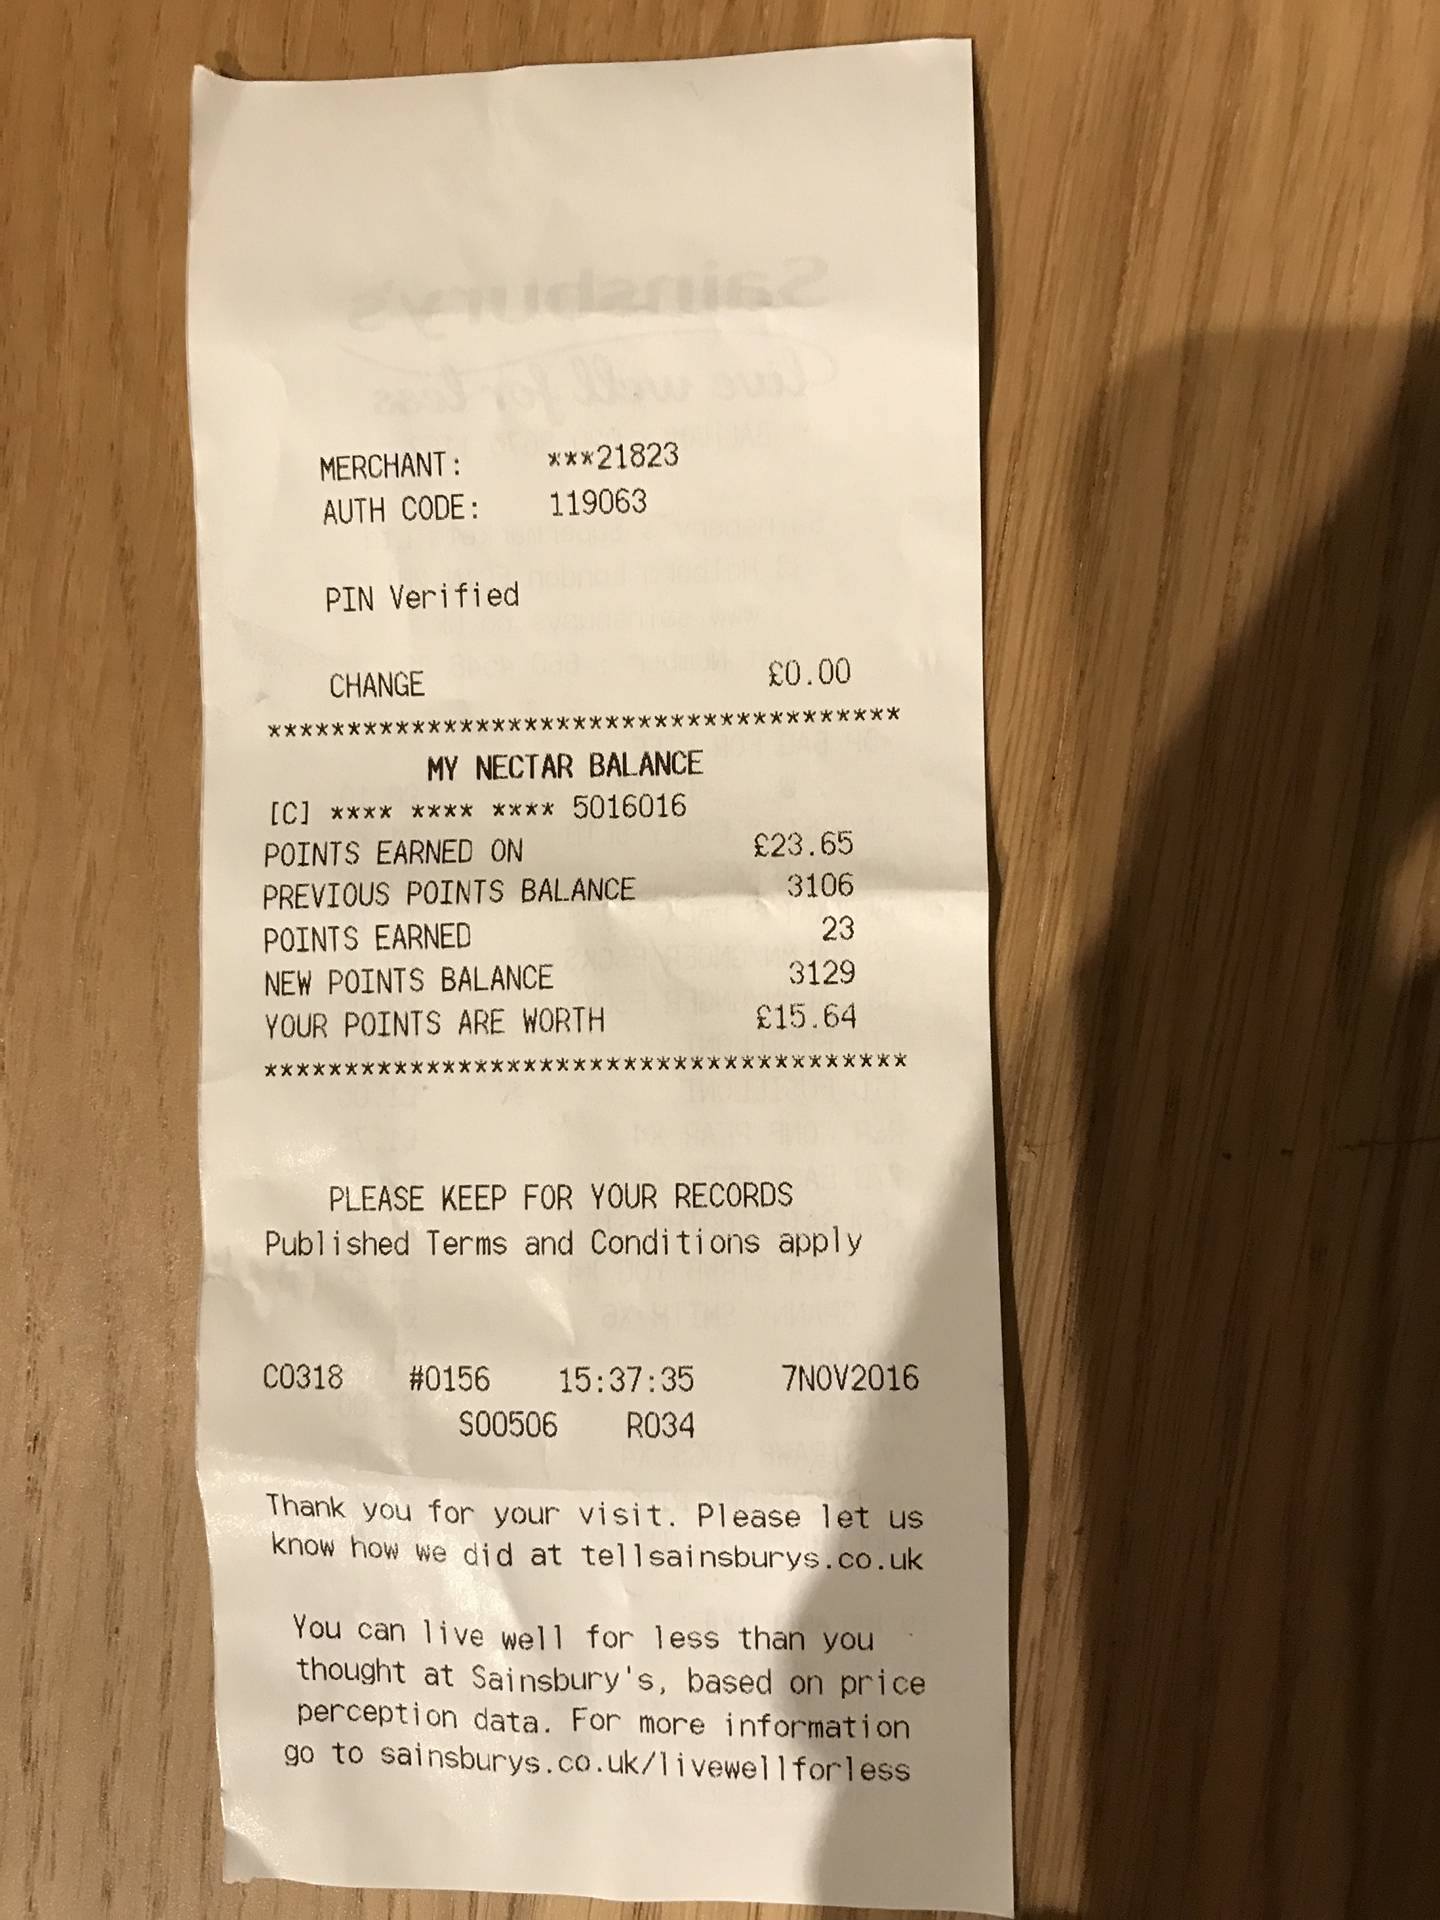 MERCHANT: ***21823
AUTH CODE: 119063
PIN Verified
CHANGE £0.00
****************************************
MY NECTAR BALANCE
[C] **** **** **** 5016016
POINTS EARNED ON £23.65
PREVIOUS POINTS BALANCE 3106
POINTS EARNED 23
NEW POINTS BALANCE 3129
YOUR POINTS ARE WORTH £15.64
****************************************
PLEASE KEEP FOR YOUR RECORDS
Published Terms and Conditions apply
C0318 #0156 15:37:35 7NOV2016
S00506 R034
Thank you for your visit. Please let us
know how we did at tellsainsburys.co.uk
You can live well for less than you
thought at Sainsbury's, based on price
perception data. For more information
go to sainsburys.co.uk/livewellforless